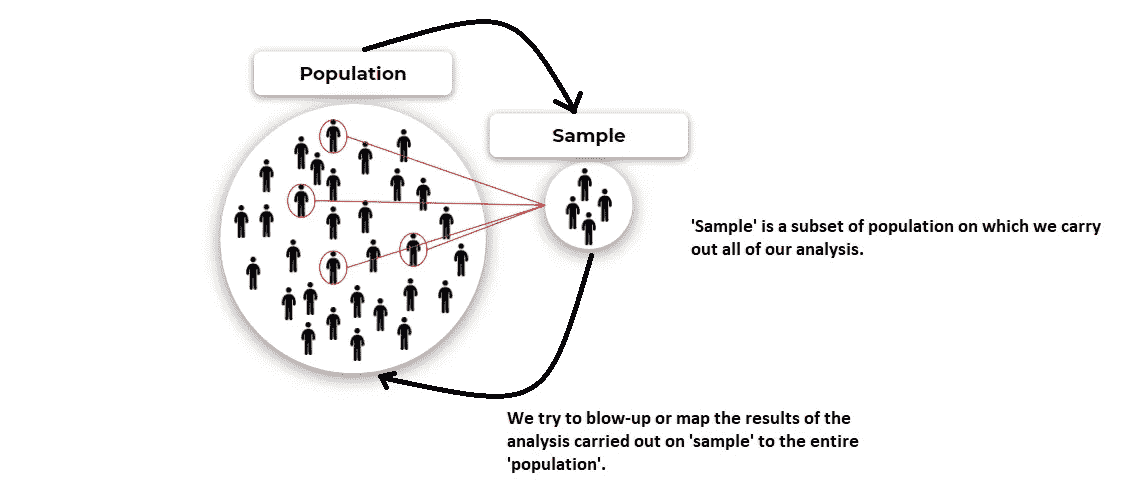 Population
Sample
'Sample' is a subset of population on which we carry
out all of our analysis.
We try to blow-up or map the results of the
analysis carried out on 'sample' to the entire
'population'.